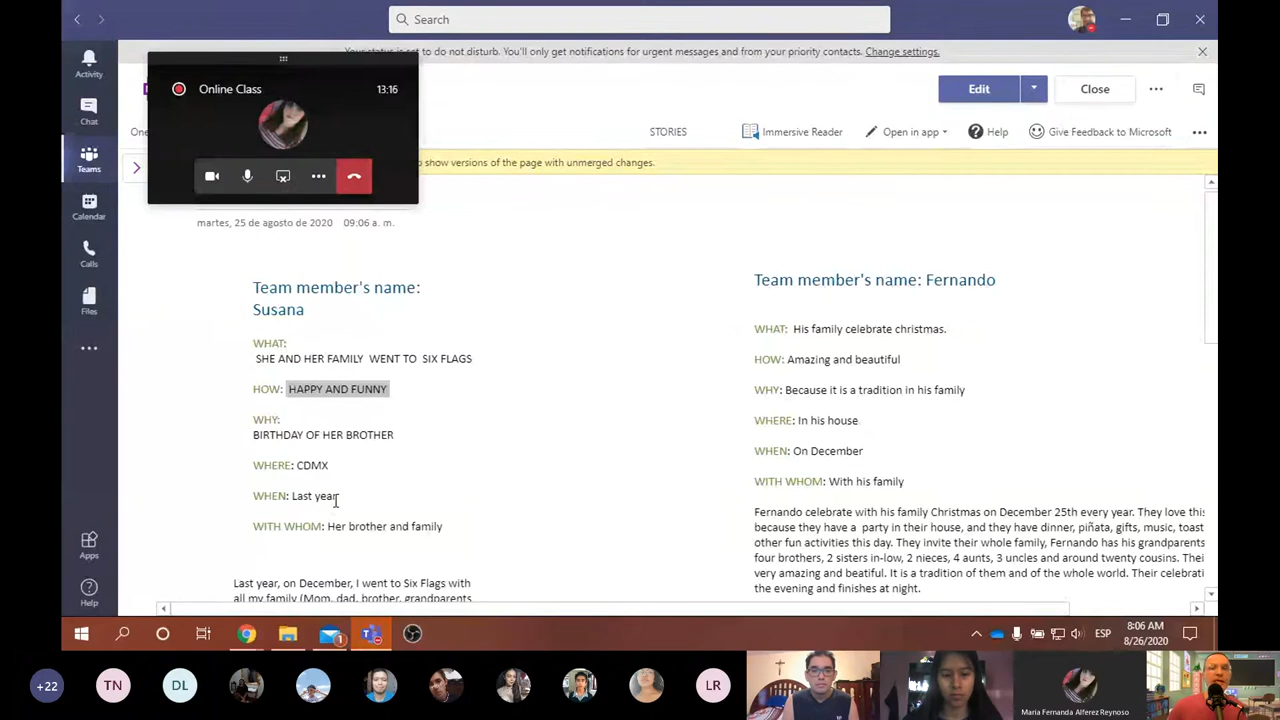 Search
Your status is set to do not disturb. You'll only get notifications for urgent messages and from your priority contacts. Change settings.
Activity
Chat
Teams
Calendar
Calls
Files
Apps
Help
Online Class
13:16
Edit
Close
STORIES
Immersive Reader
Open in app
Help
Give Feedback to Microsoft
to show versions of the page with unmerged changes.
martes, 25 de agosto de 2020 09:06 a. m.
Team member's name:
Susana
WHAT:
SHE AND HER FAMILY WENT TO SIX FLAGS
HOW: HAPPY AND FUNNY
WHY:
BIRTHDAY OF HER BROTHER
WHERE: CDMX
WHEN: Last year
WITH WHOM: Her brother and family
Last year, on December, I went to Six Flags with
all my family (Mom, dad, brother, grandparents
Team member's name: Fernando
WHAT: His family celebrate christmas.
HOW: Amazing and beautiful
WHY: Because it is a tradition in his family
WHERE: In his house
WHEN: On December
WITH WHOM: With his family
Fernando celebrate with his family Christmas on December 25th every year. They love this
because they have a party in their house, and they have dinner, piñata, gifts, music, toast
other fun activities this day. They invite their whole family, Fernando has his grandparents
four brothers, 2 sisters in-low, 2 nieces, 4 aunts, 3 uncles and around twenty cousins. Thei
very amazing and beatiful. It is a tradition of them and of the whole world. Their celebrati
the evening and finishes at night.
1
ESP
8:06 AM
8/26/2020
+22
TN
DL
LR
Maria Fernanda Alferez Reynoso